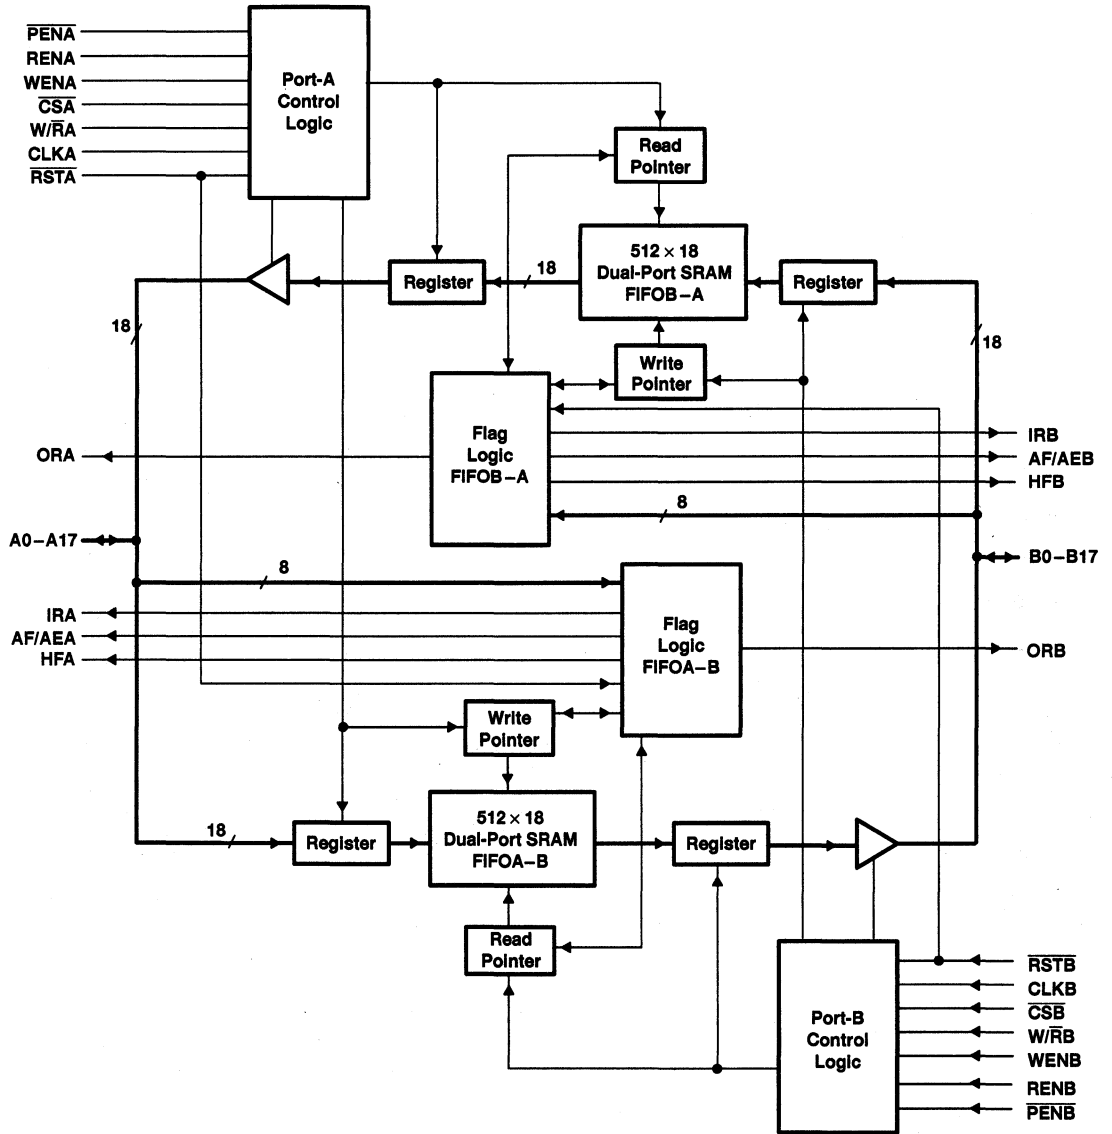 PENA
RENA
WENA
CSA
W/RA
CLKA
RSTA
Port-A
Control
Logic
Read
Pointer
512 × 18
Dual-Port SRAM
FIFOB–A
Register
18
Register
18
18
Write
Pointer
Flag
Logic
FIFOB–A
ORA
IRB
AF/AEB
HFB
8
A0–A17
B0–B17
8
IRA
AF/AEA
HFA
Flag
Logic
FIFOA–B
ORB
Write
Pointer
18
Register
512 × 18
Dual-Port SRAM
FIFOA–B
Register
Read
Pointer
Port-B
Control
Logic
RSTB
CLKB
CSB
W/RB
WENB
RENB
PENB